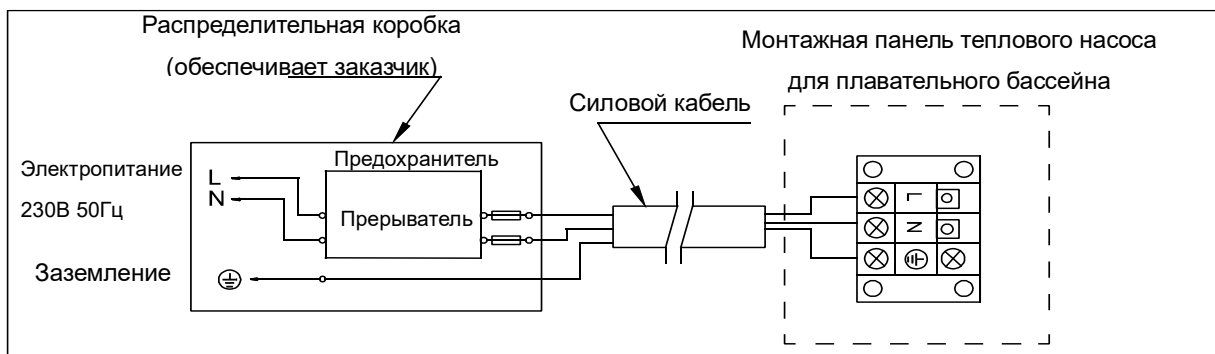 Распределительная коробка
(обеспечивает заказчик)
Монтажная панель теплового насоса
для плавательного бассейна
Силовой кабель
Электропитание
230В 50Гц
L
N
Предохранитель
Прерыватель
Заземление
L
N